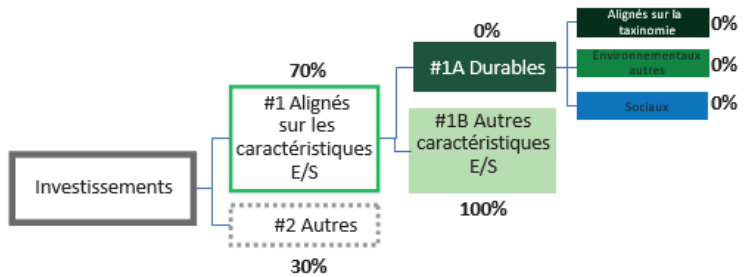 Investissements
70%
#1 Alignés
sur les
caractéristiques
E/S
#2 Autres
30%
0%
#1A Durables
#1B Autres
caractéristiques
E/S
100%
Alignés sur la
taxinomie
0%
Environnementaux
autres
0%
Sociaux
0%